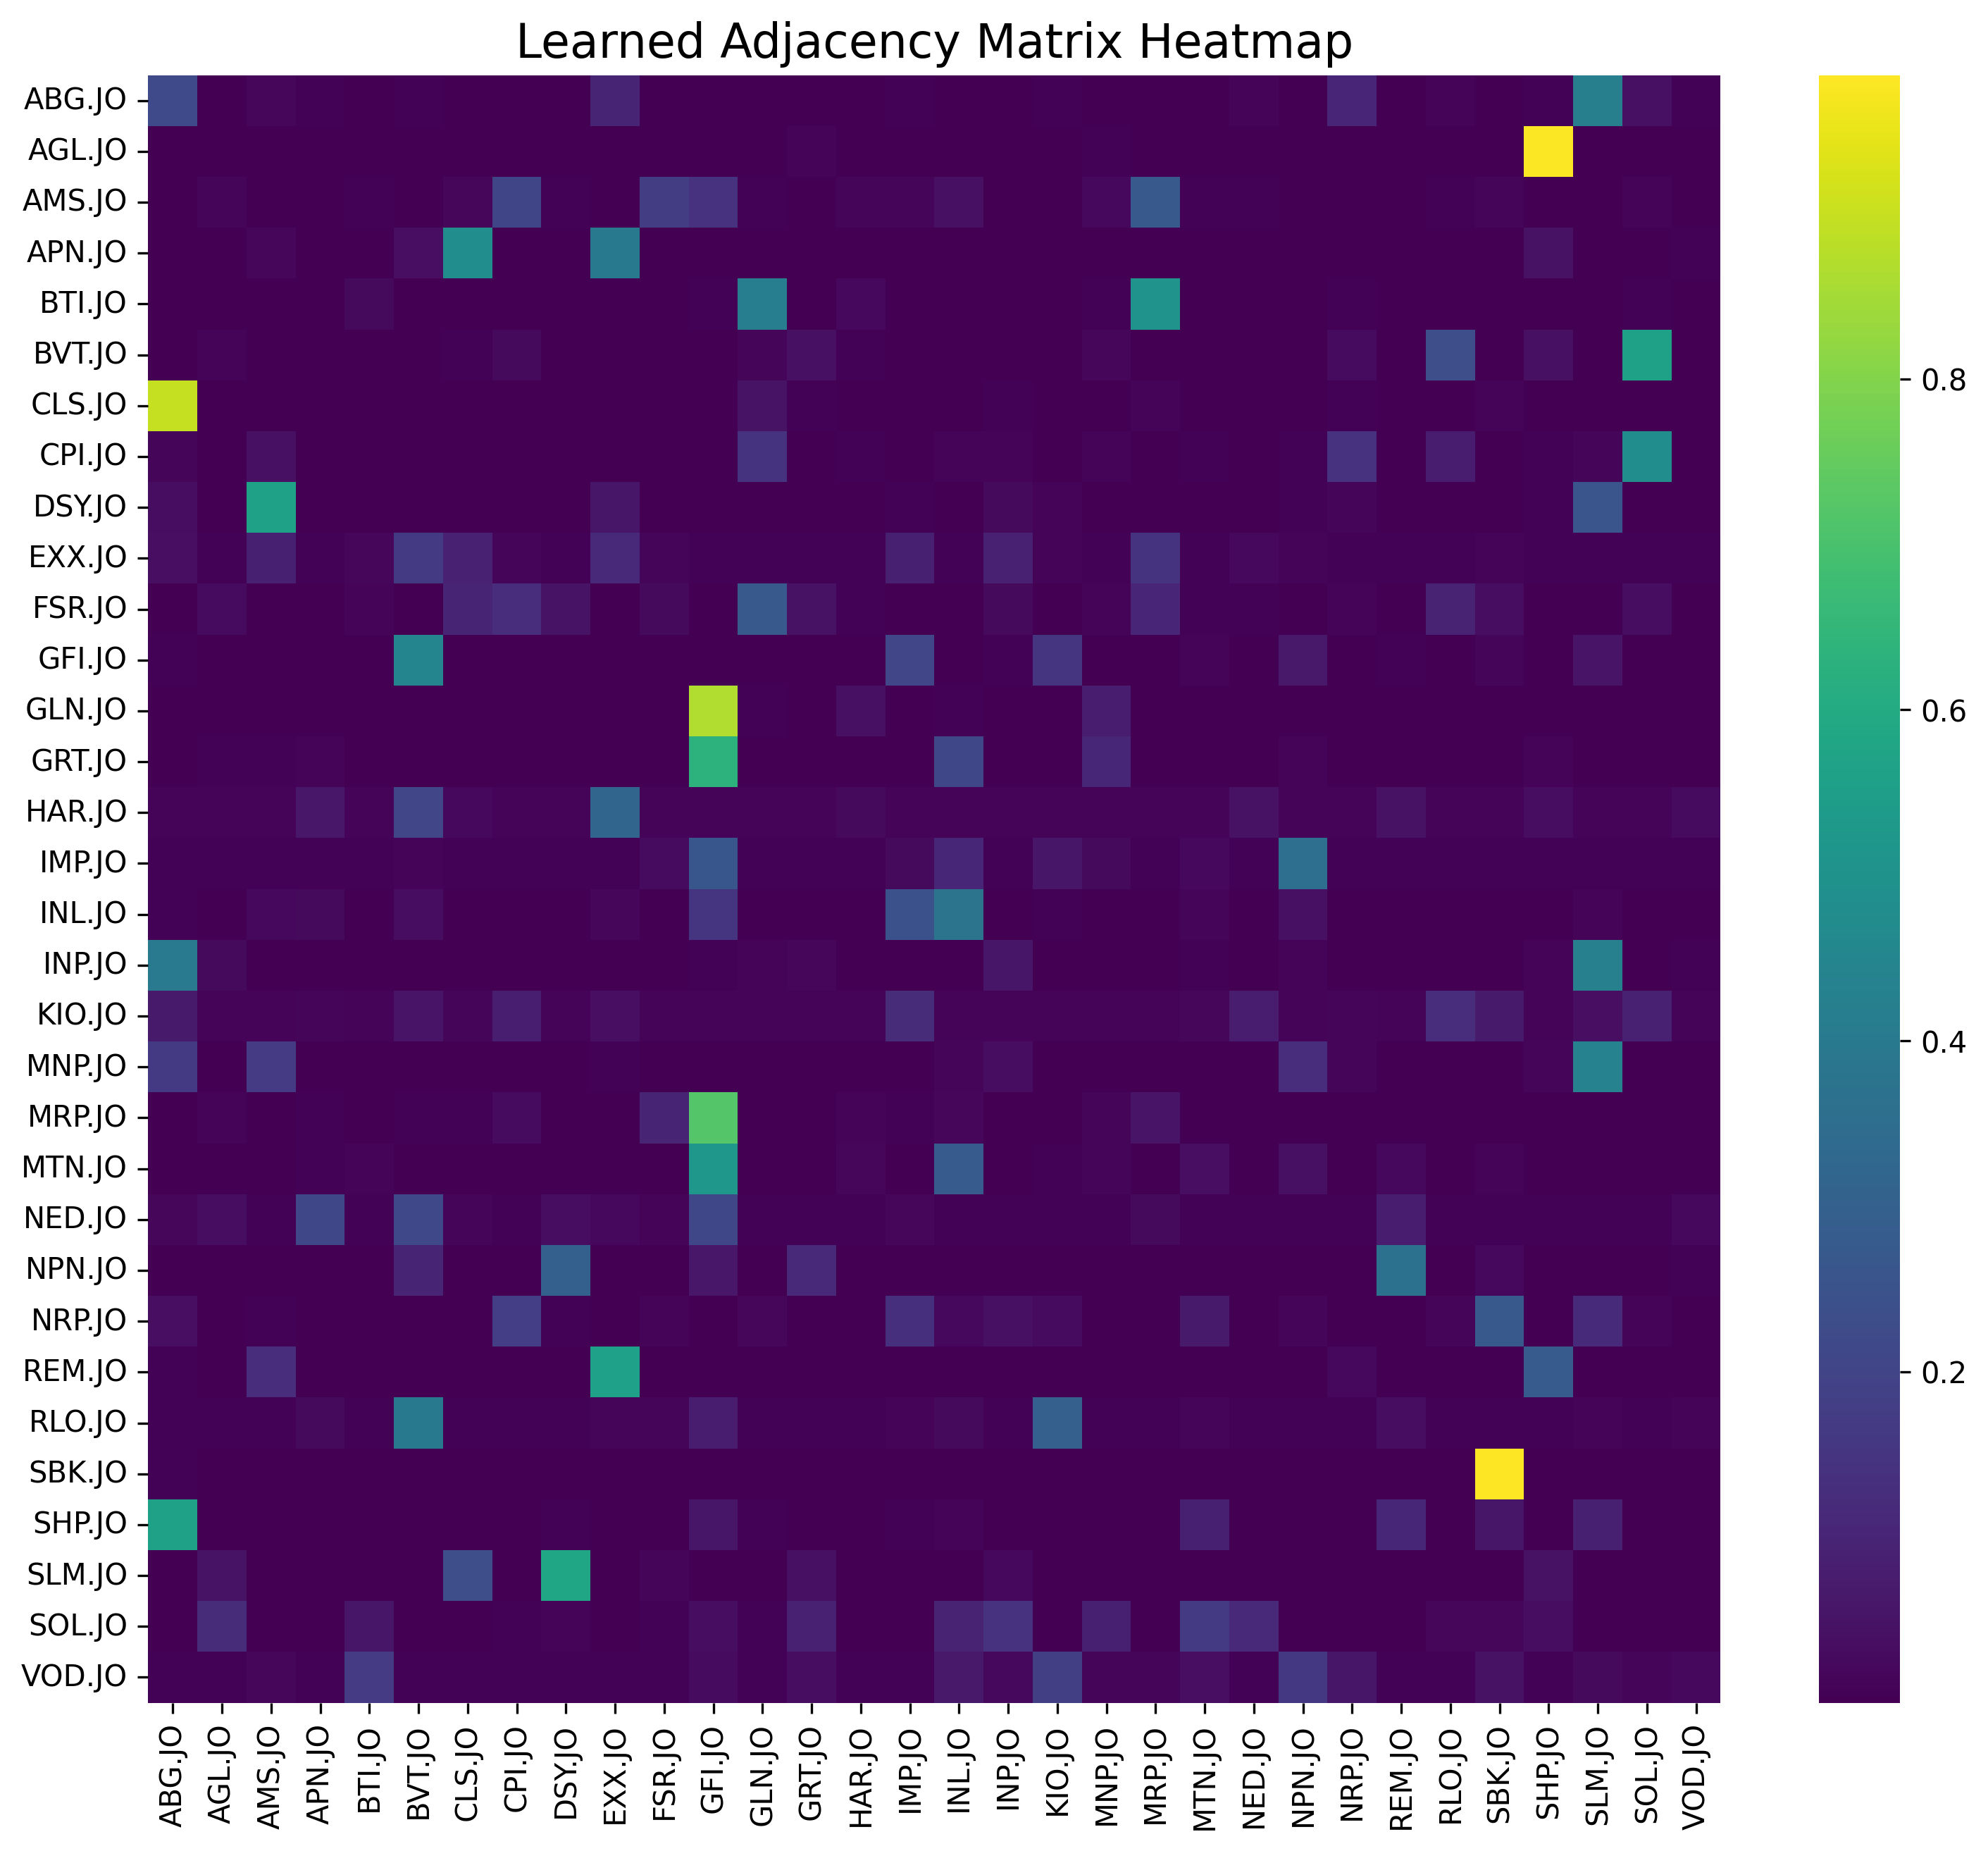 Learned Adjacency Matrix Heatmap
ABG.JO
AGL.JO
AMS.JO
APN.JO
BTI.JO
BVT.JO
CLS.JO
CPI.JO
DSY.JO
EXX.JO
FSR.JO
GFI.JO
GLN.JO
GRT.JO
HAR.JO
IMP.JO
INL.JO
INP.JO
KIO.JO
MNP.JO
MRP.JO
MTN.JO
NED.JO
NPN.JO
NRP.JO
REM.JO
RLO.JO
SBK.JO
SHP.JO
SLM.JO
SOL.JO
VOD.JO
ABG.JO
AGL.JO
AMS.JO
APN.JO
BTI.JO
BVT.JO
CLS.JO
CPI.JO
DSY.JO
EXX.JO
FSR.JO
GFI.JO
GLN.JO
GRT.JO
HAR.JO
IMP.JO
INL.JO
INP.JO
KIO.JO
MNP.JO
MRP.JO
MTN.JO
NED.JO
NPN.JO
NRP.JO
REM.JO
RLO.JO
SBK.JO
SHP.JO
SLM.JO
SOL.JO
VOD.JO
0.8
0.6
0.4
0.2